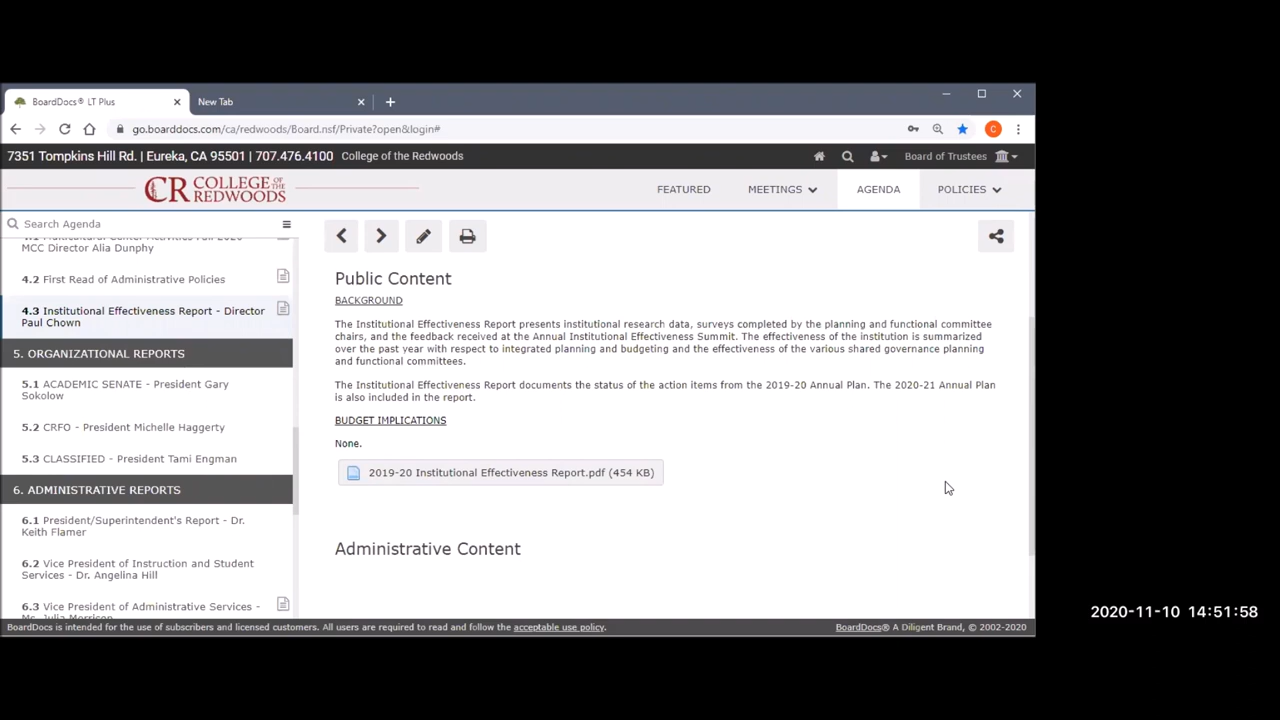 BoardDocs® LT Plus
New Tab
go.boarddocs.com/ca/redwoods/Board.nsf/Private?open&login#
C
7351 Tompkins Hill Rd. | Eureka, CA 95501 | 707.476.4100 College of the Redwoods
Board of Trustees
CR COLLEGE OF THE REDWOODS
FEATURED
MEETINGS
AGENDA
POLICIES
Search Agenda
4.1 Multicultural Center Activities Fall 2020
MCC Director Alia Dunphy
4.2 First Read of Administrative Policies
4.3 Institutional Effectiveness Report - Director
Paul Chown
5. ORGANIZATIONAL REPORTS
5.1 ACADEMIC SENATE - President Gary
Sokolow
5.2 CRFO - President Michelle Haggerty
5.3 CLASSIFIED - President Tami Engman
6. ADMINISTRATIVE REPORTS
6.1 President/Superintendent's Report - Dr.
Keith Flamer
6.2 Vice President of Instruction and Student
Services - Dr. Angelina Hill
6.3 Vice President of Administrative Services -
Ms. Julia Morrison
Public Content
BACKGROUND
The Institutional Effectiveness Report presents institutional research data, surveys completed by the planning and functional committee
chairs, and the feedback received at the Annual Institutional Effectiveness Summit. The effectiveness of the institution is summarized
over the past year with respect to integrated planning and budgeting and the effectiveness of the various shared governance planning
and functional committees.
The Institutional Effectiveness Report documents the status of the action items from the 2019-20 Annual Plan. The 2020-21 Annual Plan
is also included in the report.
BUDGET IMPLICATIONS
None.
2019-20 Institutional Effectiveness Report.pdf (454 KB)
Administrative Content
BoardDocs is intended for the use of subscribers and licensed customers. All users are required to read and follow the acceptable use policy.
BoardDocs® A Diligent Brand, © 2002-2020
2020-11-10 14:51:58